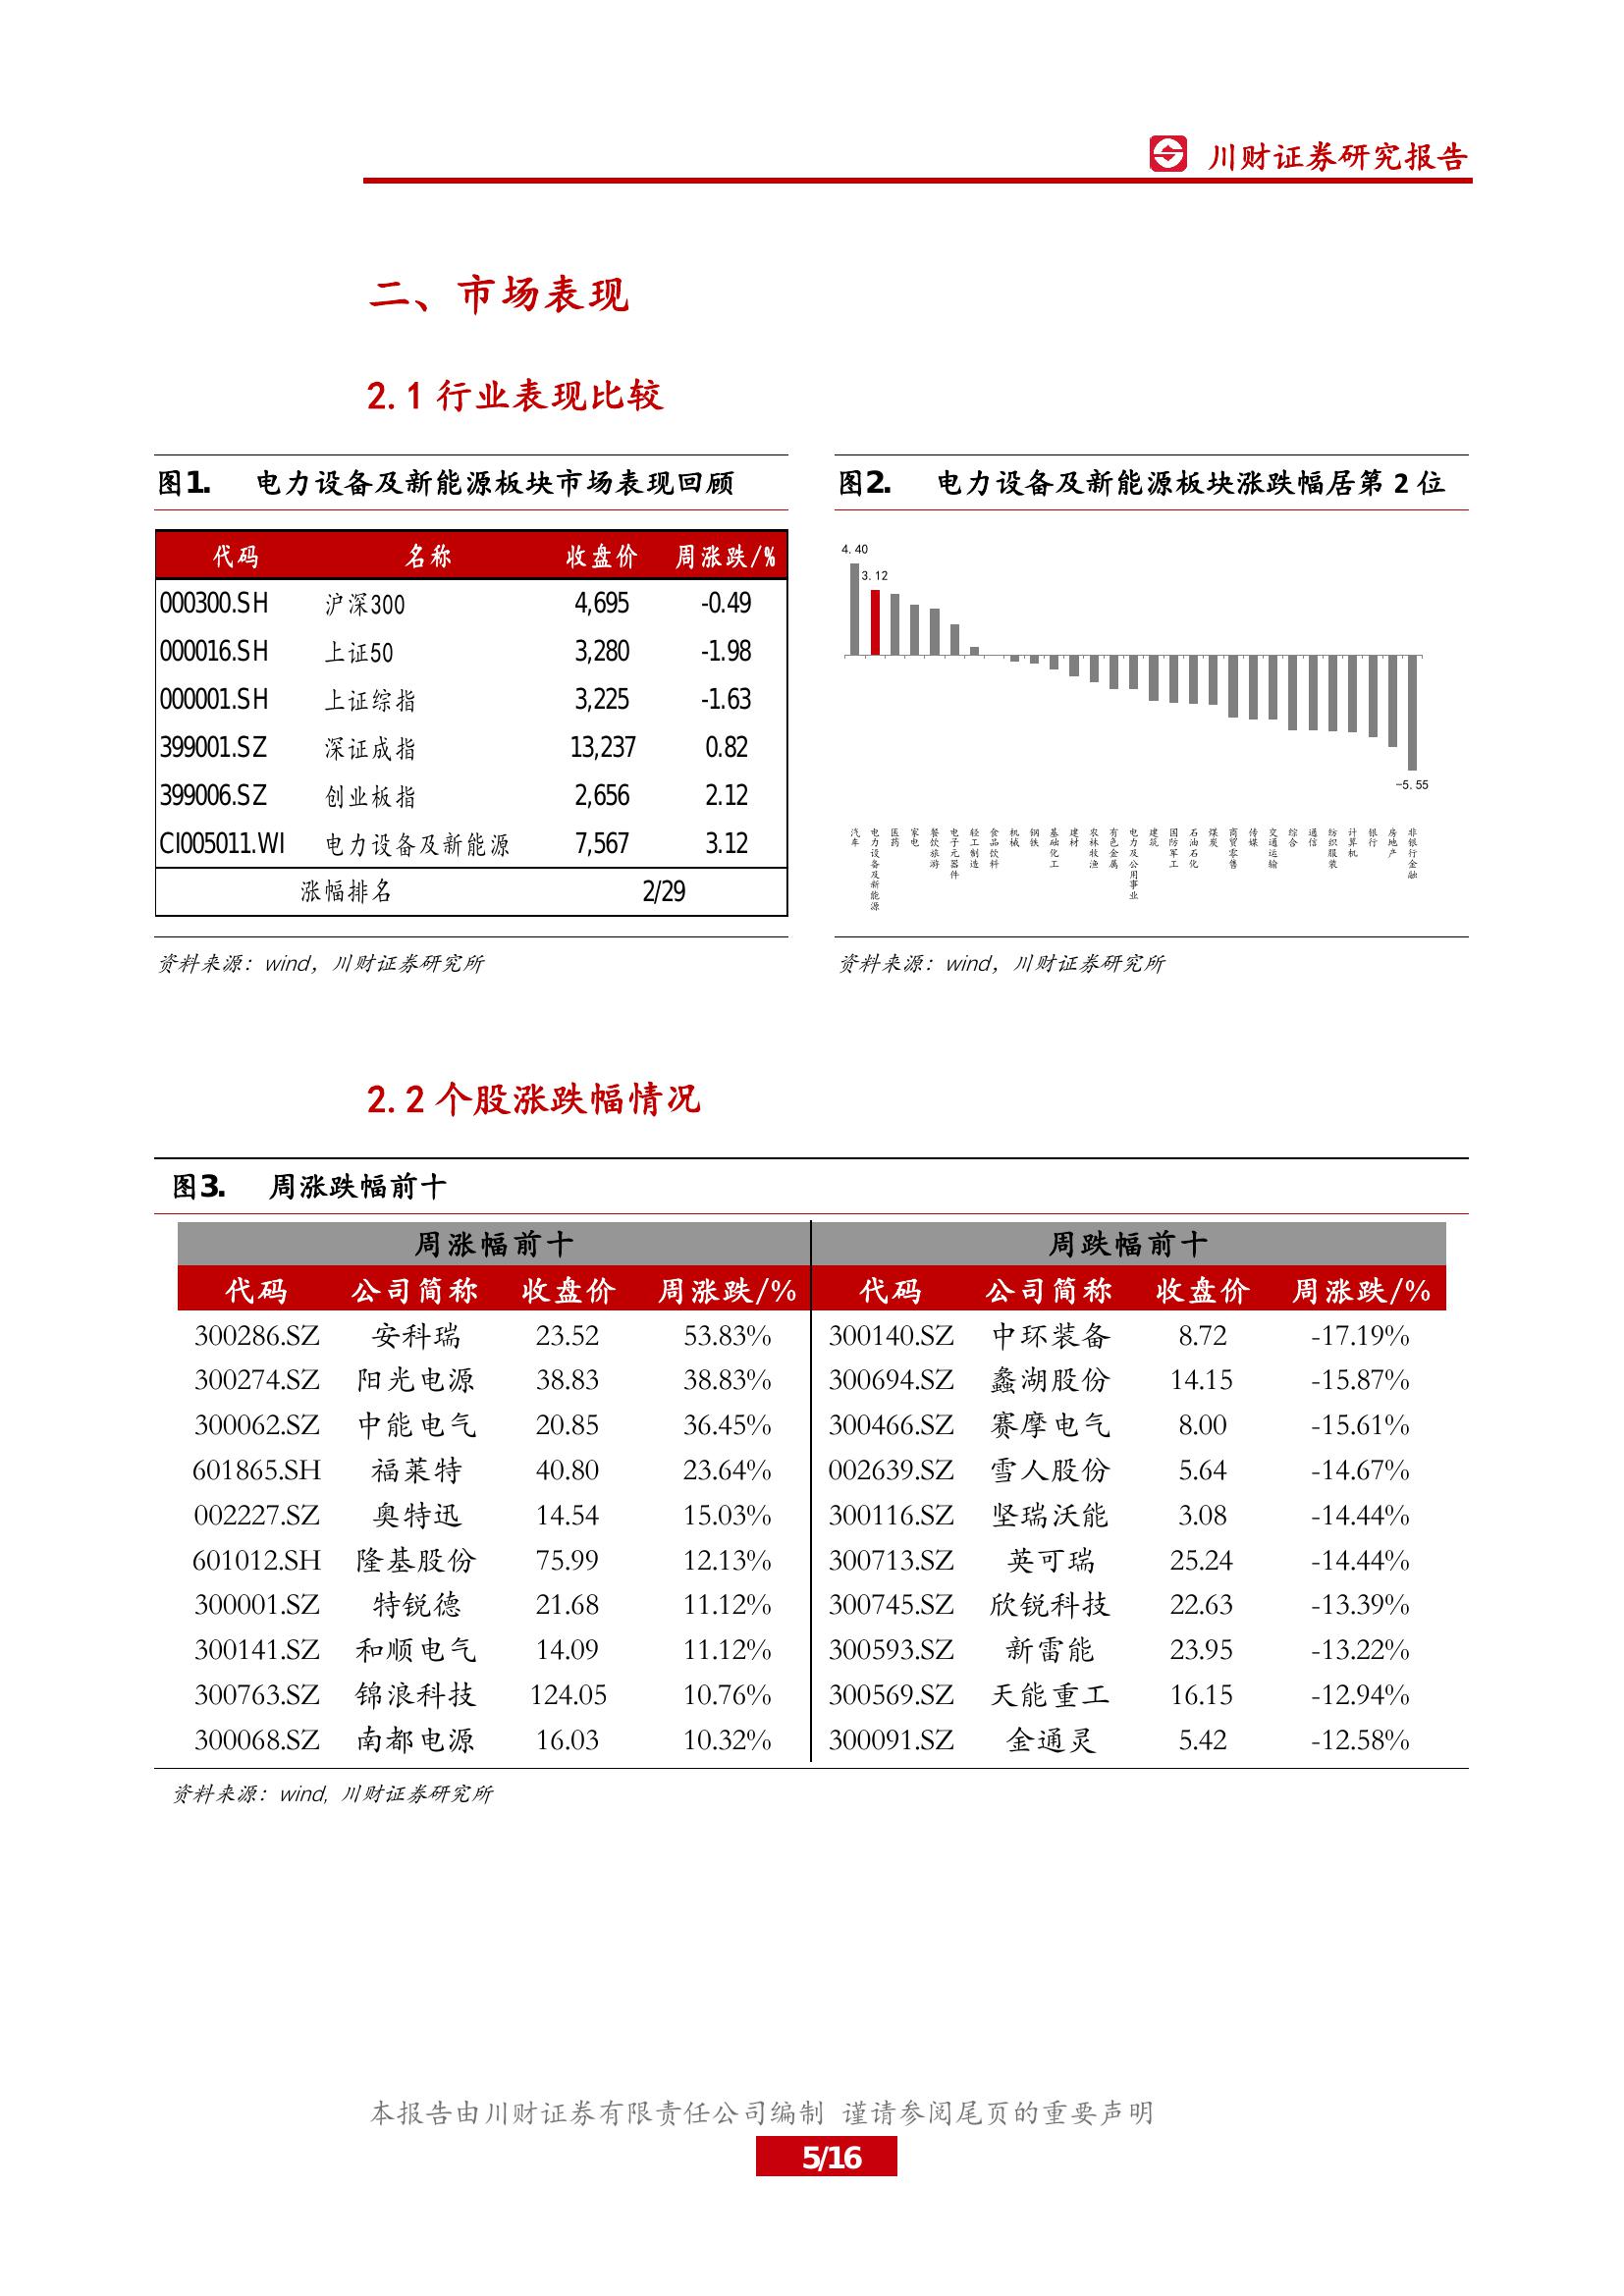 川财证券研究报告
二、市场表现
2.1 行业表现比较
图1. 电力设备及新能源板块市场表现回顾
代码 名称 收盘价 周涨跌/%
000300.SH 沪深300 4,695 -0.49
000016.SH 上证50 3,280 -1.98
000001.SH 上证综指 3,225 -1.63
399001.SZ 深证成指 13,237 0.82
399006.SZ 创业板指 2,656 2.12
CI005011.WI 电力设备及新能源 7,567 3.12
涨幅排名 2/29
资料来源：wind，川财证券研究所
图2. 电力设备及新能源板块涨跌幅居第 2 位
4.40
3.12
-5.55
汽车
电力设备及新能源
医药
家电
餐饮旅游
电子元器件
轻工制造
食品饮料
机械
钢铁
基础化工
建材
农林牧渔
有色金属
电力及公用事业
建筑
国防军工
石油石化
煤炭
商贸零售
传媒
交通运输
综合
通信
纺织服装
计算机
银行
房地产
非银行金融
资料来源：wind，川财证券研究所
2.2 个股涨跌幅情况
图3. 周涨跌幅前十
周涨幅前十 周跌幅前十
代码 公司简称 收盘价 周涨跌/% 代码 公司简称 收盘价 周涨跌/%
300286.SZ 安科瑞 23.52 53.83% 300140.SZ 中环装备 8.72 -17.19%
300274.SZ 阳光电源 38.83 38.83% 300694.SZ 蠡湖股份 14.15 -15.87%
300062.SZ 中能电气 20.85 36.45% 300466.SZ 赛摩电气 8.00 -15.61%
601865.SH 福莱特 40.80 23.64% 002639.SZ 雪人股份 5.64 -14.67%
002227.SZ 奥特迅 14.54 15.03% 300116.SZ 坚瑞沃能 3.08 -14.44%
601012.SH 隆基股份 75.99 12.13% 300713.SZ 英可瑞 25.24 -14.44%
300001.SZ 特锐德 21.68 11.12% 300745.SZ 欣锐科技 22.63 -13.39%
300141.SZ 和顺电气 14.09 11.12% 300593.SZ 新雷能 23.95 -13.22%
300763.SZ 锦浪科技 124.05 10.76% 300569.SZ 天能重工 16.15 -12.94%
300068.SZ 南都电源 16.03 10.32% 300091.SZ 金通灵 5.42 -12.58%
资料来源：wind, 川财证券研究所
本报告由川财证券有限责任公司编制 谨请参阅尾页的重要声明
5/16